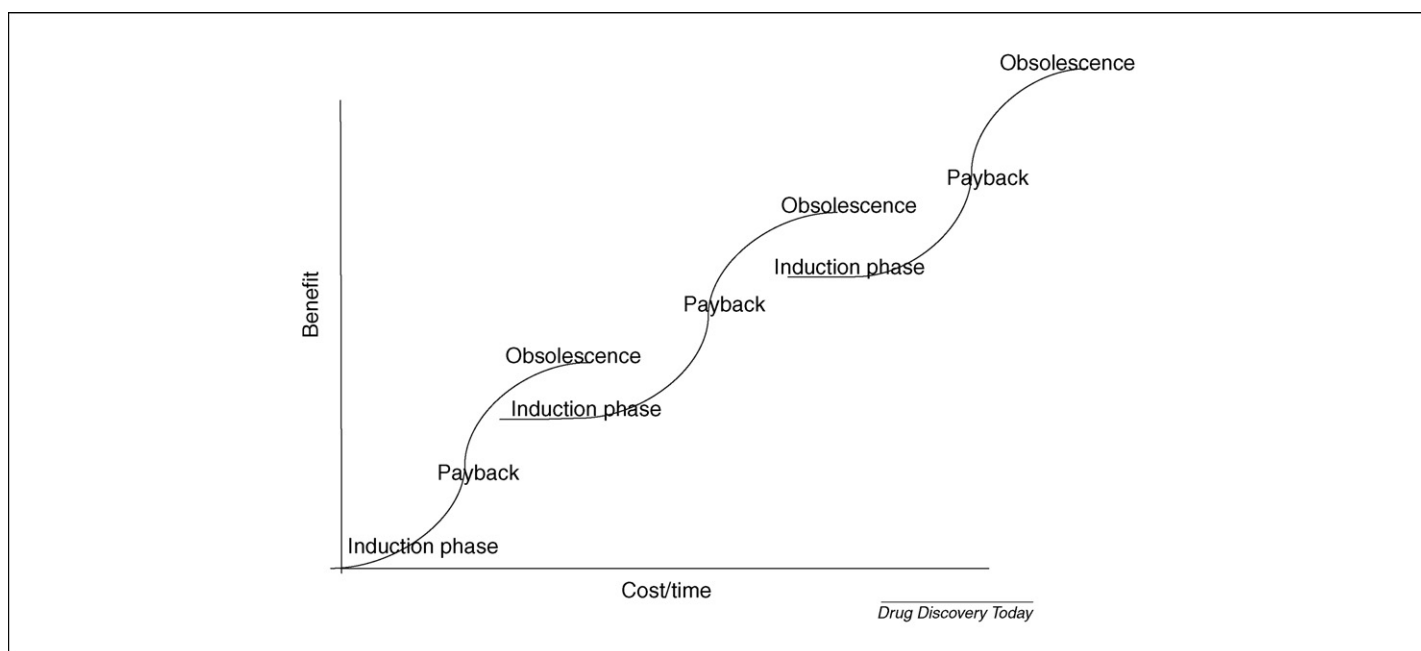 Obsolescence
Payback
Obsolescence
Induction phase
Payback
Obsolescence
Induction phase
Payback
Induction phase
Benefit
Cost/time
Drug Discovery Today